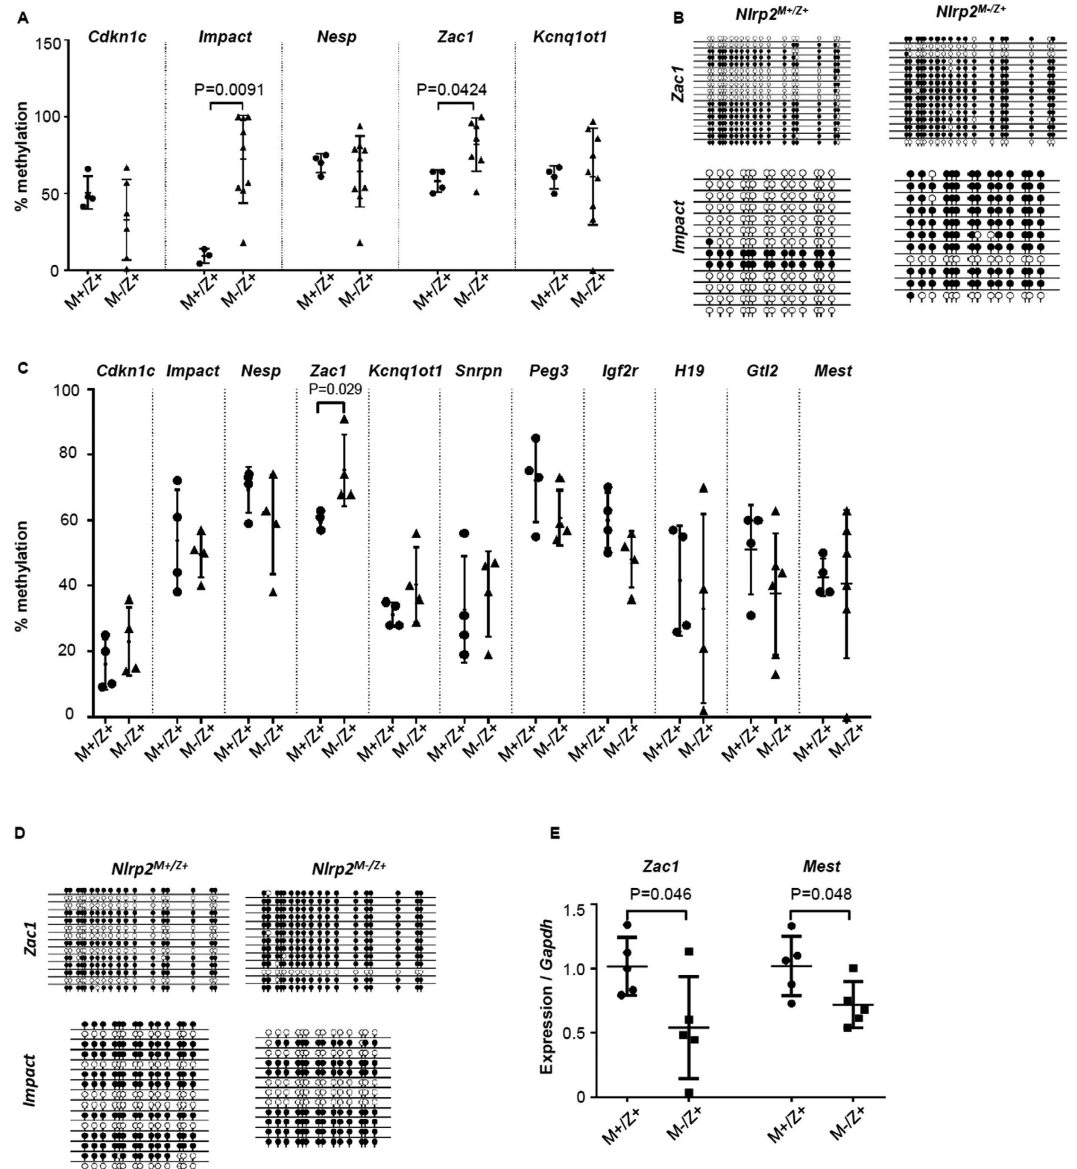 A
Cdkn1c Impact Nesp Zac1 Kcnq1ot1
% methylation
150
100
50
0
P=0.0091
P=0.0424
M+/Z+ M-/Z+ M+/Z+ M-/Z+ M+/Z+ M-/Z+ M+/Z+ M-/Z+ M+/Z+ M-/Z+
B
Nlrp2M+/Z+ Nlrp2M-/Z+
Zac1
Impact
C
Cdkn1c Impact Nesp Zac1 Kcnq1ot1 Snrpn Peg3 Igf2r H19 Gtl2 Mest
P=0.029
% methylation
100
80
60
40
20
0
M+/Z+ M-/Z+ M+/Z+ M-/Z+ M+/Z+ M-/Z+ M+/Z+ M-/Z+ M+/Z+ M-/Z+ M+/Z+ M-/Z+ M+/Z+ M-/Z+ M+/Z+ M-/Z+ M+/Z+ M-/Z+ M+/Z+ M-/Z+ M+/Z+ M-/Z+
D
Nlrp2M+/Z+ Nlrp2M-/Z+
Zac1
Impact
E
Zac1 Mest
P=0.046 P=0.048
Expression / Gapdh
1.5
1.0
0.5
0
M+/Z+ M-/Z+ M+/Z+ M-/Z+